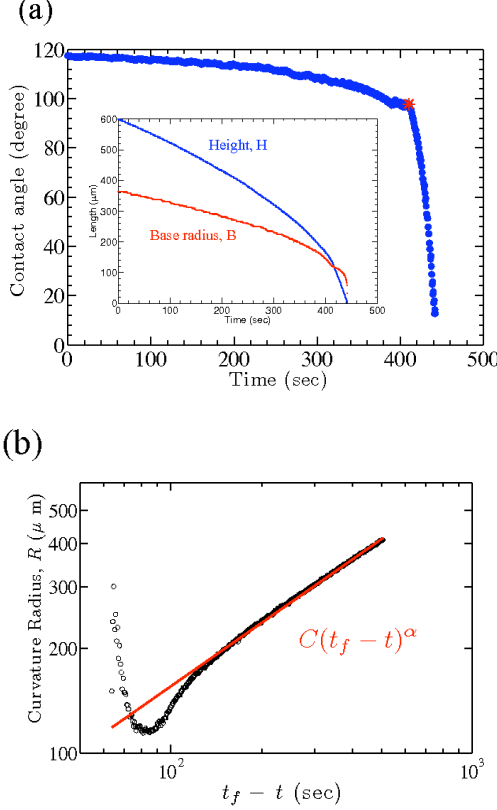 (a)
120
100
80
60
40
20
0
Contact angle (degree)
0 100 200 300 400 500
Time (sec)
600
500
400
300
200
100
0
Length (μm)
Height, H
Base radius, B
0 100 200 300 400 500
Time (sec)
(b)
500
400
300
200
100
Curvature Radius, R (μ m)
C(t_f − t)^α
10^2 10^3
t_f − t (sec)